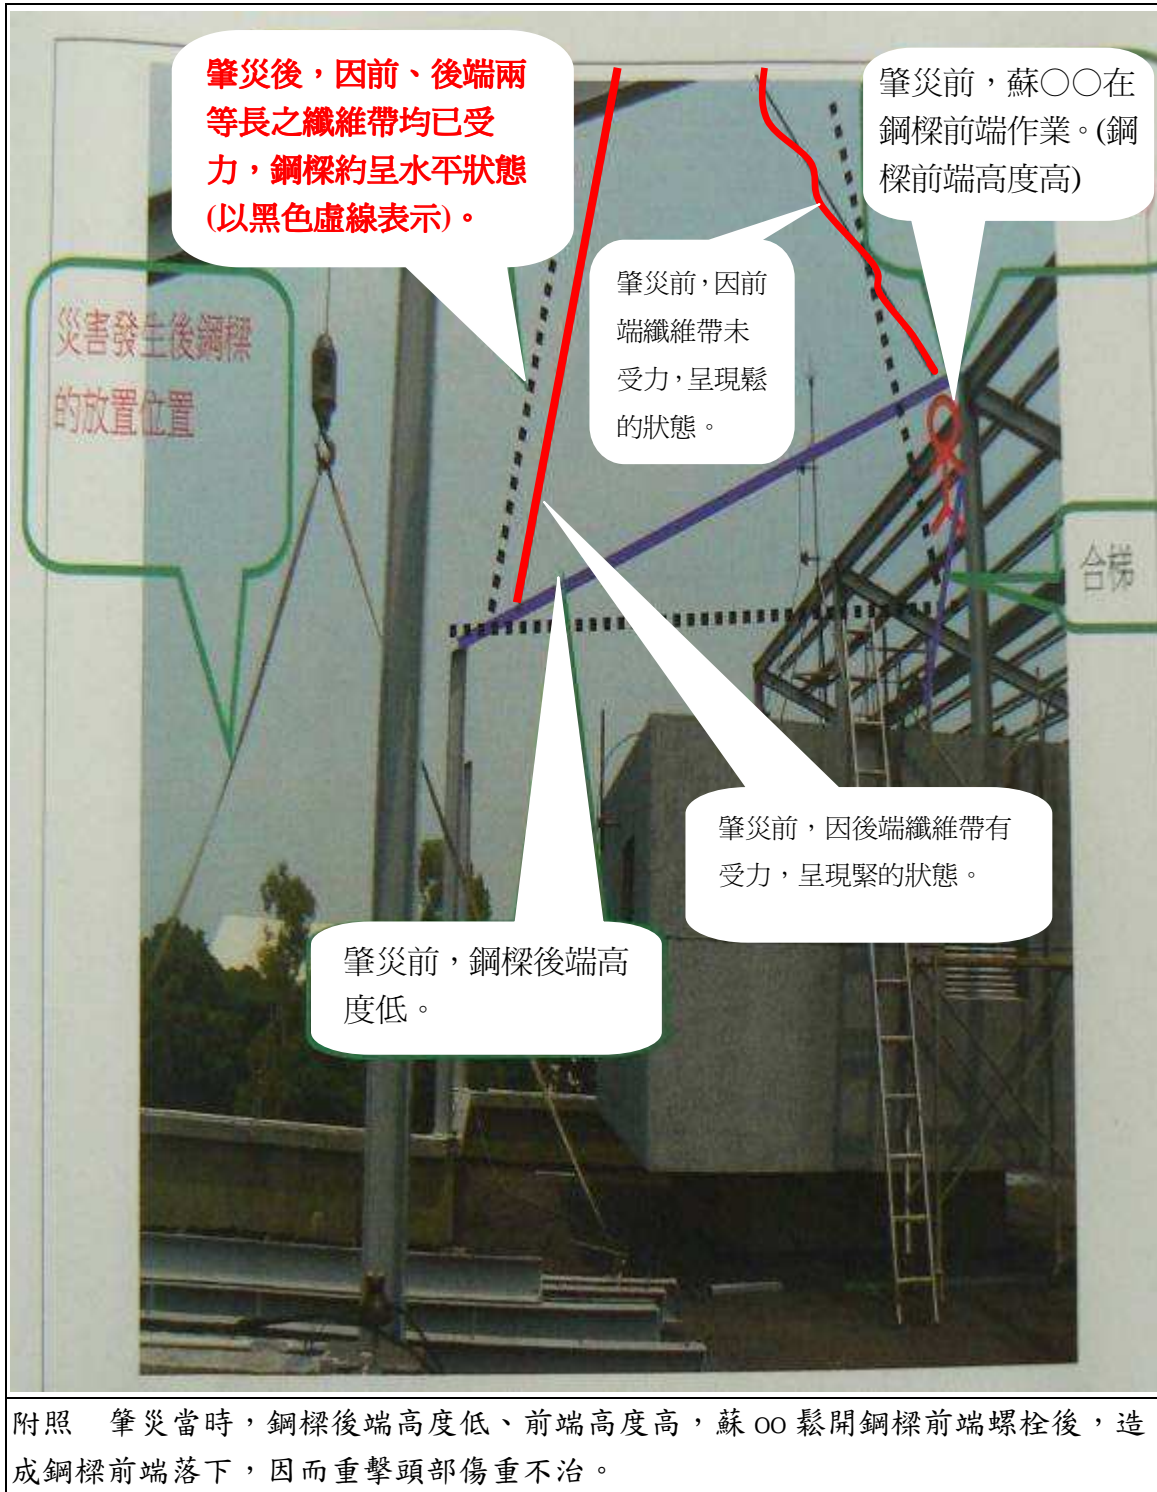 肇災後，因前、後端兩
等長之纖維帶均已受
力，鋼樑約呈水平狀態
(以黑色虛線表示)。
肇災前，蘇○○在
鋼樑前端作業。(鋼
樑前端高度高)
肇災前，因前
端纖維帶未
受力，呈現鬆
的狀態。
災害發生後鋼樑
的放置位置
合梯
肇災前，因後端纖維帶有
受力，呈現緊的狀態。
肇災前，鋼樑後端高
度低。
附照　肇災當時，鋼樑後端高度低、前端高度高，蘇 oo 鬆開鋼樑前端螺栓後，造
成鋼樑前端落下，因而重擊頭部傷重不治。